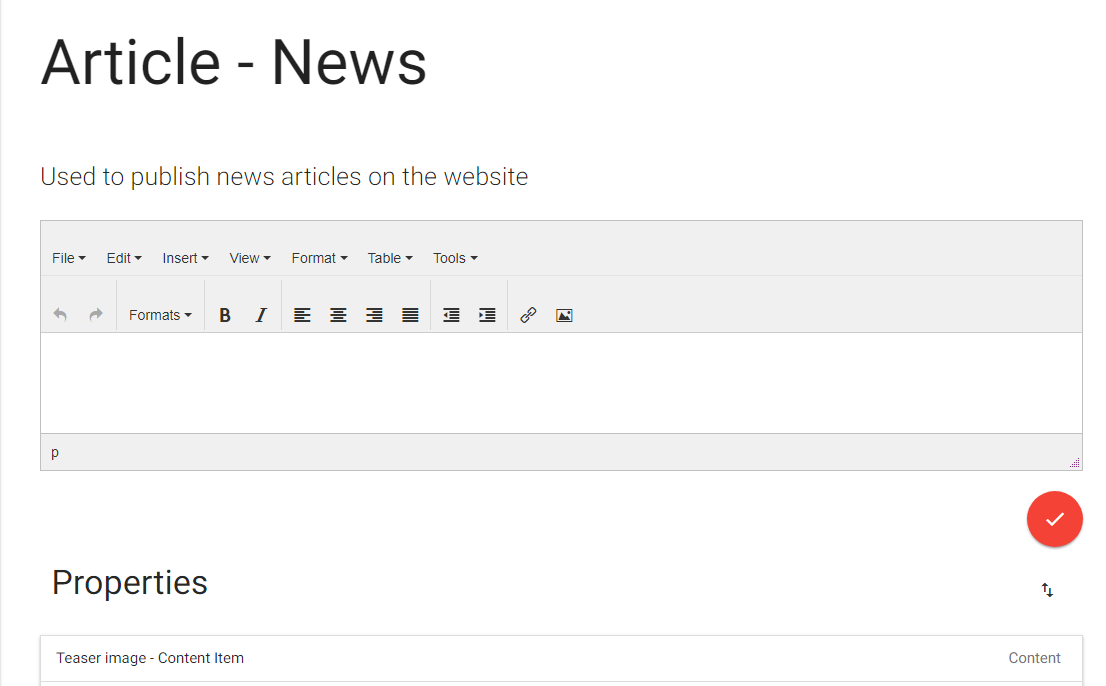 Article - News
Used to publish news articles on the website
File Edit Insert View Format Table Tools
Formats B I
p
Properties
Teaser image - Content Item Content